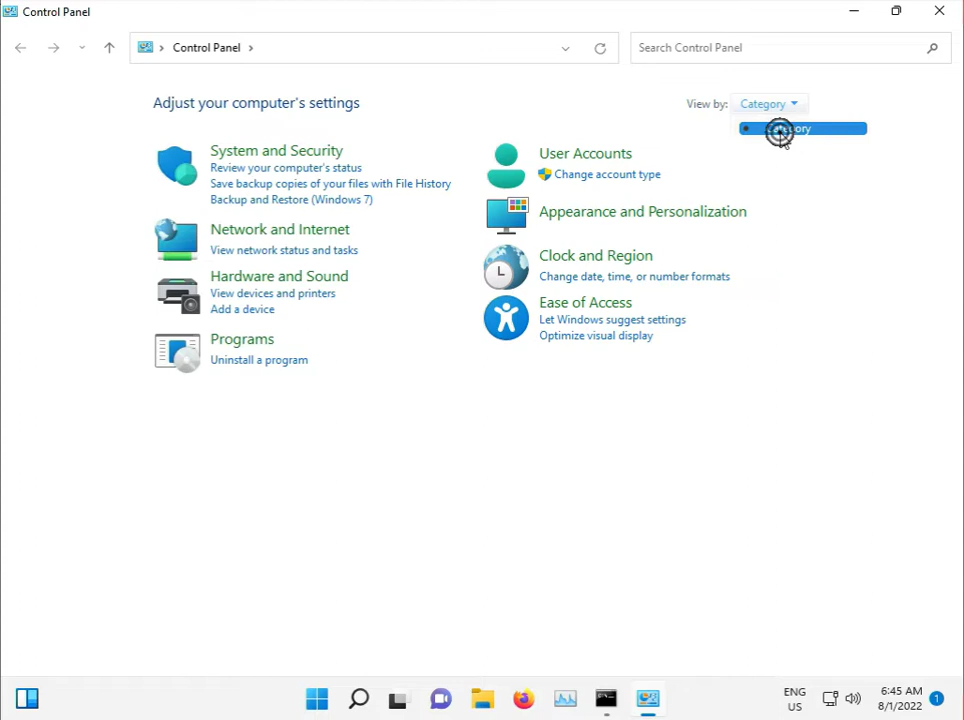 Control Panel
Control Panel
Search Control Panel
Adjust your computer's settings
View by: Category
System and Security
Review your computer's status
Save backup copies of your files with File History
Backup and Restore (Windows 7)
Network and Internet
View network status and tasks
Hardware and Sound
View devices and printers
Add a device
Programs
Uninstall a program
Category
User Accounts
Change account type
Appearance and Personalization
Clock and Region
Change date, time, or number formats
Ease of Access
Let Windows suggest settings
Optimize visual display
ENG
US
6:45 AM
8/1/2022
1